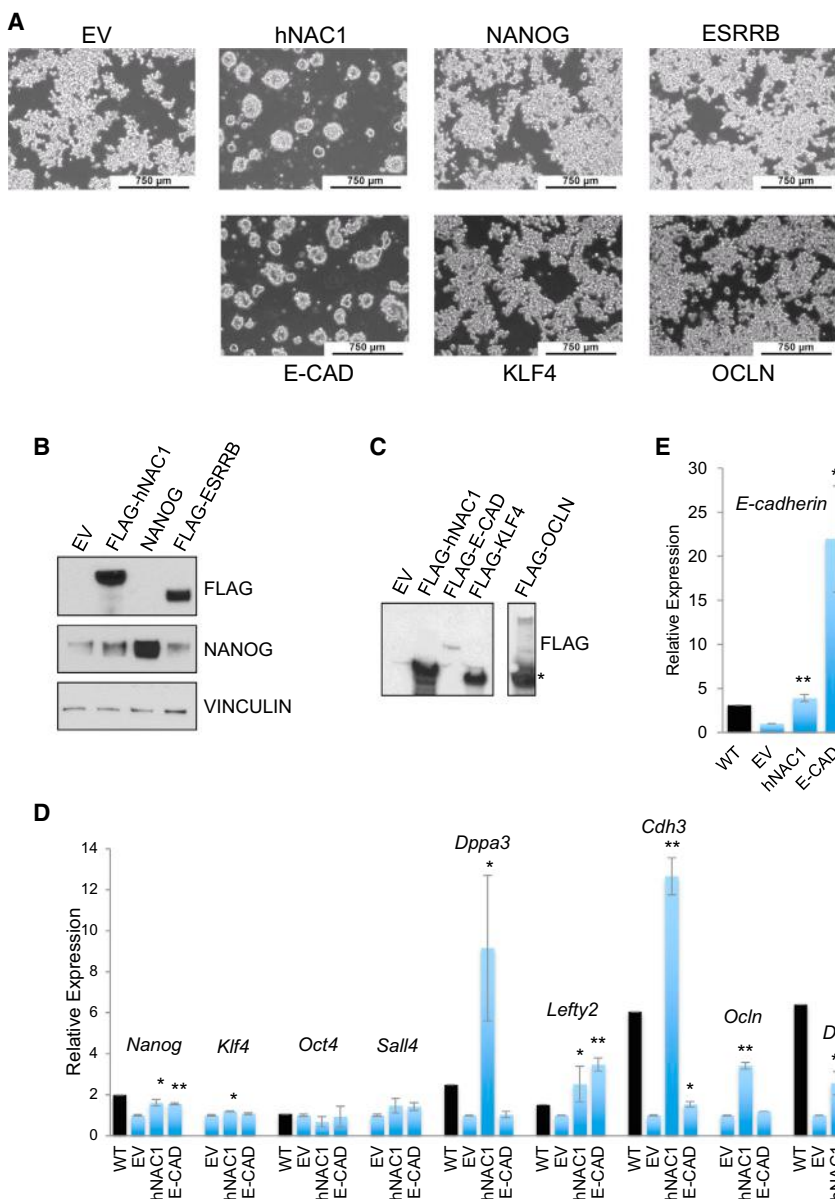 A
EV
hNAC1
NANOG
ESRRB
750 µm
750 µm
750 µm
750 µm
750 µm
750 µm
750 µm
E-CAD
KLF4
OCLN
B
EV
FLAG-hNAC1
NANOG
FLAG-ESRRB
FLAG
NANOG
VINCULIN
C
EV
FLAG-hNAC1
FLAG-E-CAD
FLAG-KLF4
FLAG-OCLN
FLAG
*
E
30
25
20
15
10
5
0
Relative Expression
E-cadherin
**
*
WT
EV
hNAC1
E-CAD
D
14
12
10
8
6
4
2
0
Relative Expression
Nanog
* **
Klf4
*
Oct4
Sall4
Dppa3
*
Lefty2
* **
Cdh3
**
*
Ocln
**
D
*
WT
EV
hNAC1
E-CAD
EV
hNAC1
E-CAD
WT
EV
hNAC1
E-CAD
EV
hNAC1
E-CAD
WT
EV
hNAC1
E-CAD
WT
EV
hNAC1
E-CAD
WT
EV
hNAC1
E-CAD
EV
hNAC1
E-CAD
WT
EV
hNAC1